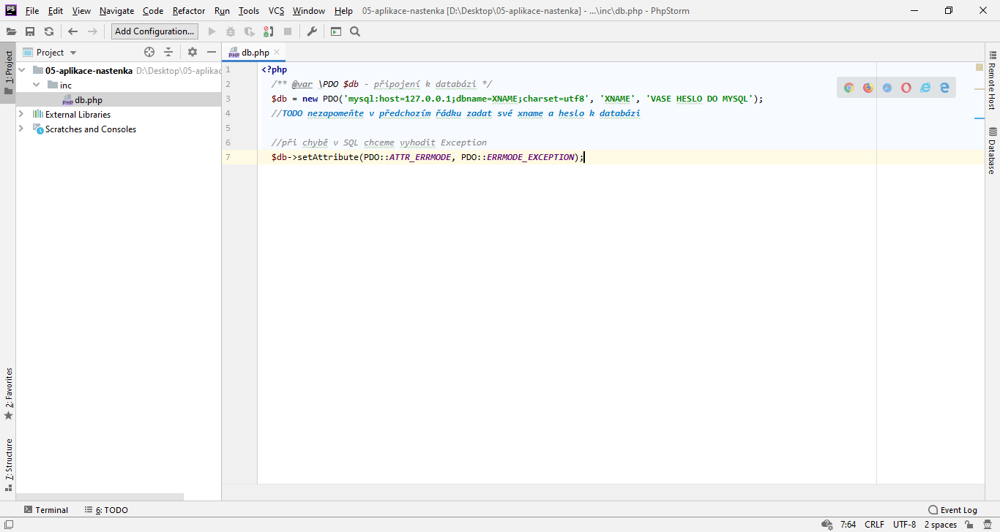 PS File Edit View Navigate Code Refactor Run Tools VCS Window Help 05-aplikace-nastenka [D:\Desktop\05-aplikace-nastenka] - ...\inc\db.php - PhpStorm
Add Configuration...
1: Project
Project
PHP db.php
05-aplikace-nastenka D:\Desktop\05-aplikac
inc
PHP db.php
External Libraries
Scratches and Consoles
1 <?php
2 /** @var \PDO $db - připojení k databázi */
3 $db = new PDO('mysql:host=127.0.0.1;dbname=XNAME;charset=utf8', 'XNAME', 'VASE HESLO DO MYSQL');
4 //TODO nezapomeňte v předchozím řádku zadat své xname a heslo k databázi
5
6 //při chybě v SQL chceme vyhodit Exception
7 $db->setAttribute(PDO::ATTR_ERRMODE, PDO::ERRMODE_EXCEPTION);
Remote Host
Database
2: Favorites
7: Structure
Terminal 6: TODO Event Log
7:64 CRLF UTF-8 2 spaces